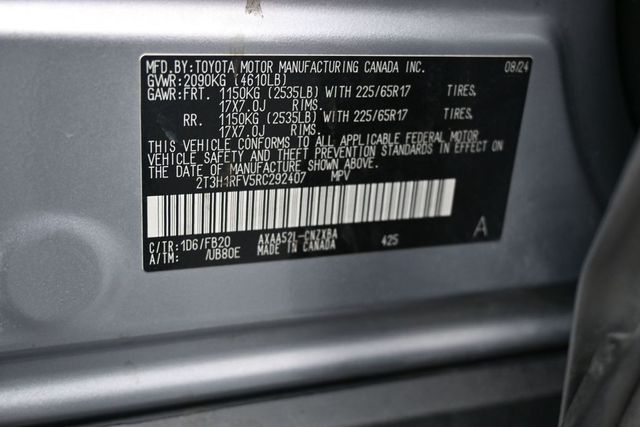 MFD.BY:TOYOTA MOTOR MANUFACTURING CANADA INC. 08/24
GVWR:2090KG (4610LB)
GAWR:FRT. 1150KG (2535LB) WITH 225/65R17 TIRES.
17X7.0J RIMS.
RR. 1150KG (2535LB) WITH 225/65R17 TIRES.
17X7.0J RIMS.
THIS VEHICLE CONFORMS TO ALL APPLICABLE FEDERAL MOTOR
VEHICLE SAFETY AND THEFT PREVENTION STANDARDS IN EFFECT ON
THE DATE OF MANUFACTURE SHOWN ABOVE.
2T3H1RFV5RC292407 MPV
C/TR:1D6/FB20 AXAA52L-CNZXBA 425 A
A/TM: /UB80E MADE IN CANADA